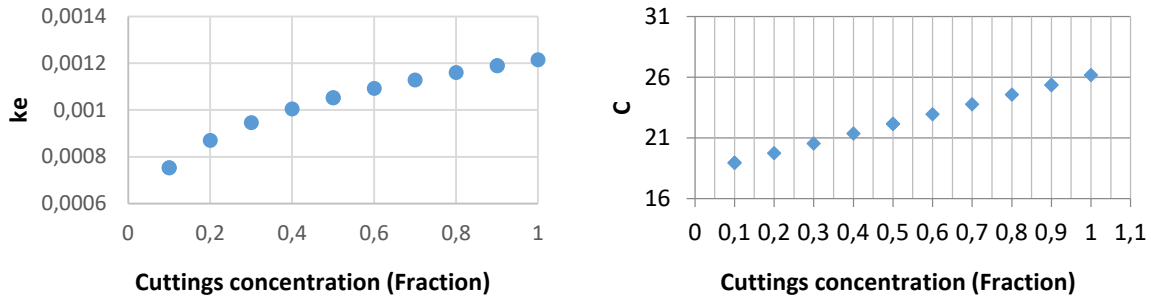 0,0014
0,0012
0,001
0,0008
0,0006
ke
0 0,2 0,4 0,6 0,8 1
Cuttings concentration (Fraction)
31
26
21
16
C
0 0,1 0,2 0,3 0,4 0,5 0,6 0,7 0,8 0,9 1 1,1
Cuttings concentration (Fraction)